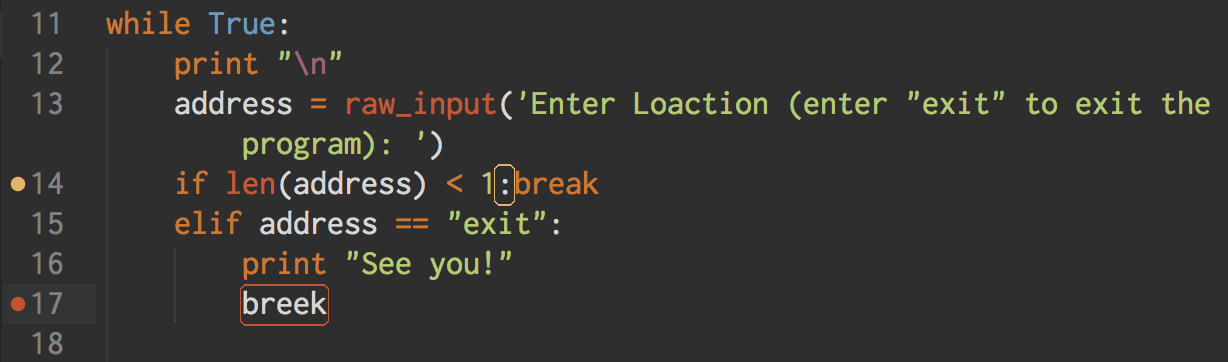 11 while True:
12 print "\n"
13 address = raw_input('Enter Loaction (enter "exit" to exit the
program): ')
14 if len(address) < 1:break
15 elif address == "exit":
16 print "See you!"
17 breek
18